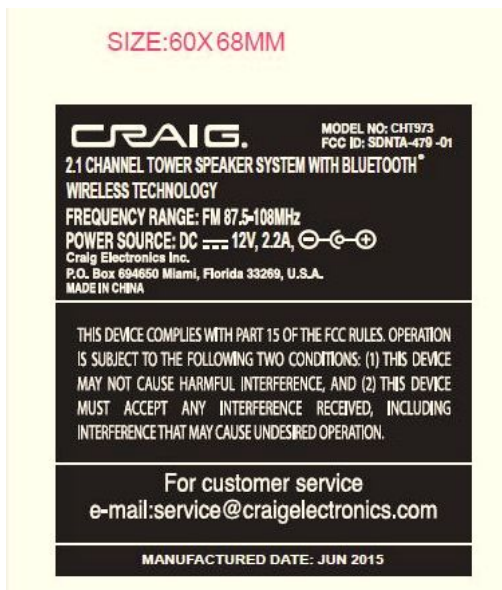 SIZE:60X68MM
CRAIG.
MODEL NO: CHT973
FCC ID: SDNTA-479 -01
2.1 CHANNEL TOWER SPEAKER SYSTEM WITH BLUETOOTH®
WIRELESS TECHNOLOGY
FREQUENCY RANGE: FM 87.5-108MHz
POWER SOURCE: DC 12V, 2.2A,
Craig Electronics Inc.
P.O. Box 694650 Miami, Florida 33269, U.S.A.
MADE IN CHINA
THIS DEVICE COMPLIES WITH PART 15 OF THE FCC RULES. OPERATION
IS SUBJECT TO THE FOLLOWING TWO CONDITIONS: (1) THIS DEVICE
MAY NOT CAUSE HARMFUL INTERFERENCE, AND (2) THIS DEVICE
MUST ACCEPT ANY INTERFERENCE RECEIVED, INCLUDING
INTERFERENCE THAT MAY CAUSE UNDESIRED OPERATION.
For customer service
e-mail:service@craigelectronics.com
MANUFACTURED DATE: JUN 2015